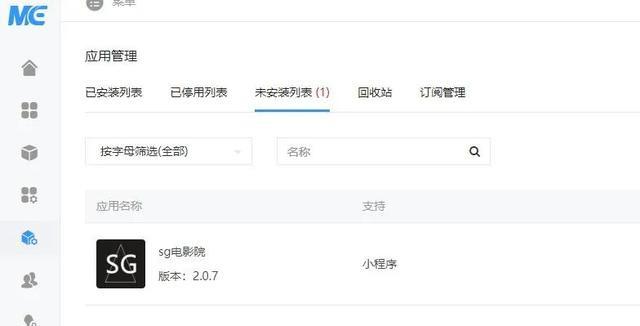 ME
菜单
应用管理
已安装列表 已停用列表 未安装列表 (1) 回收站 订阅管理
按字母筛选(全部) 名称
应用名称 支持
SG sg电影院
版本：2.0.7
小程序